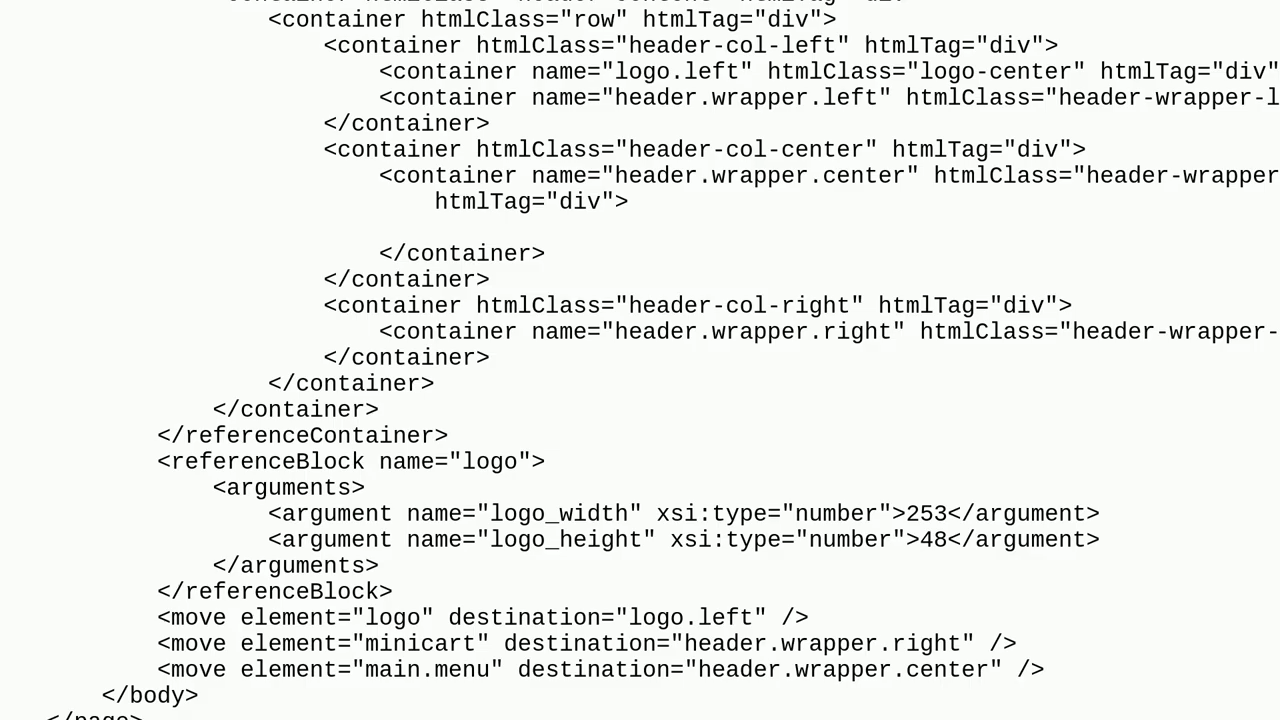 <container htmlClass="row" htmlTag="div">
<container htmlClass="header-col-left" htmlTag="div">
<container name="logo.left" htmlClass="logo-center" htmlTag="div"
<container name="header.wrapper.left" htmlClass="header-wrapper-l
</container>
<container htmlClass="header-col-center" htmlTag="div">
<container name="header.wrapper.center" htmlClass="header-wrapper
htmlTag="div">
</container>
</container>
<container htmlClass="header-col-right" htmlTag="div">
<container name="header.wrapper.right" htmlClass="header-wrapper-
</container>
</container>
</container>
</referenceContainer>
<referenceBlock name="logo">
<arguments>
<argument name="logo_width" xsi:type="number">253</argument>
<argument name="logo_height" xsi:type="number">48</argument>
</arguments>
</referenceBlock>
<move element="logo" destination="logo.left" />
<move element="minicart" destination="header.wrapper.right" />
<move element="main.menu" destination="header.wrapper.center" />
</body>
</page>